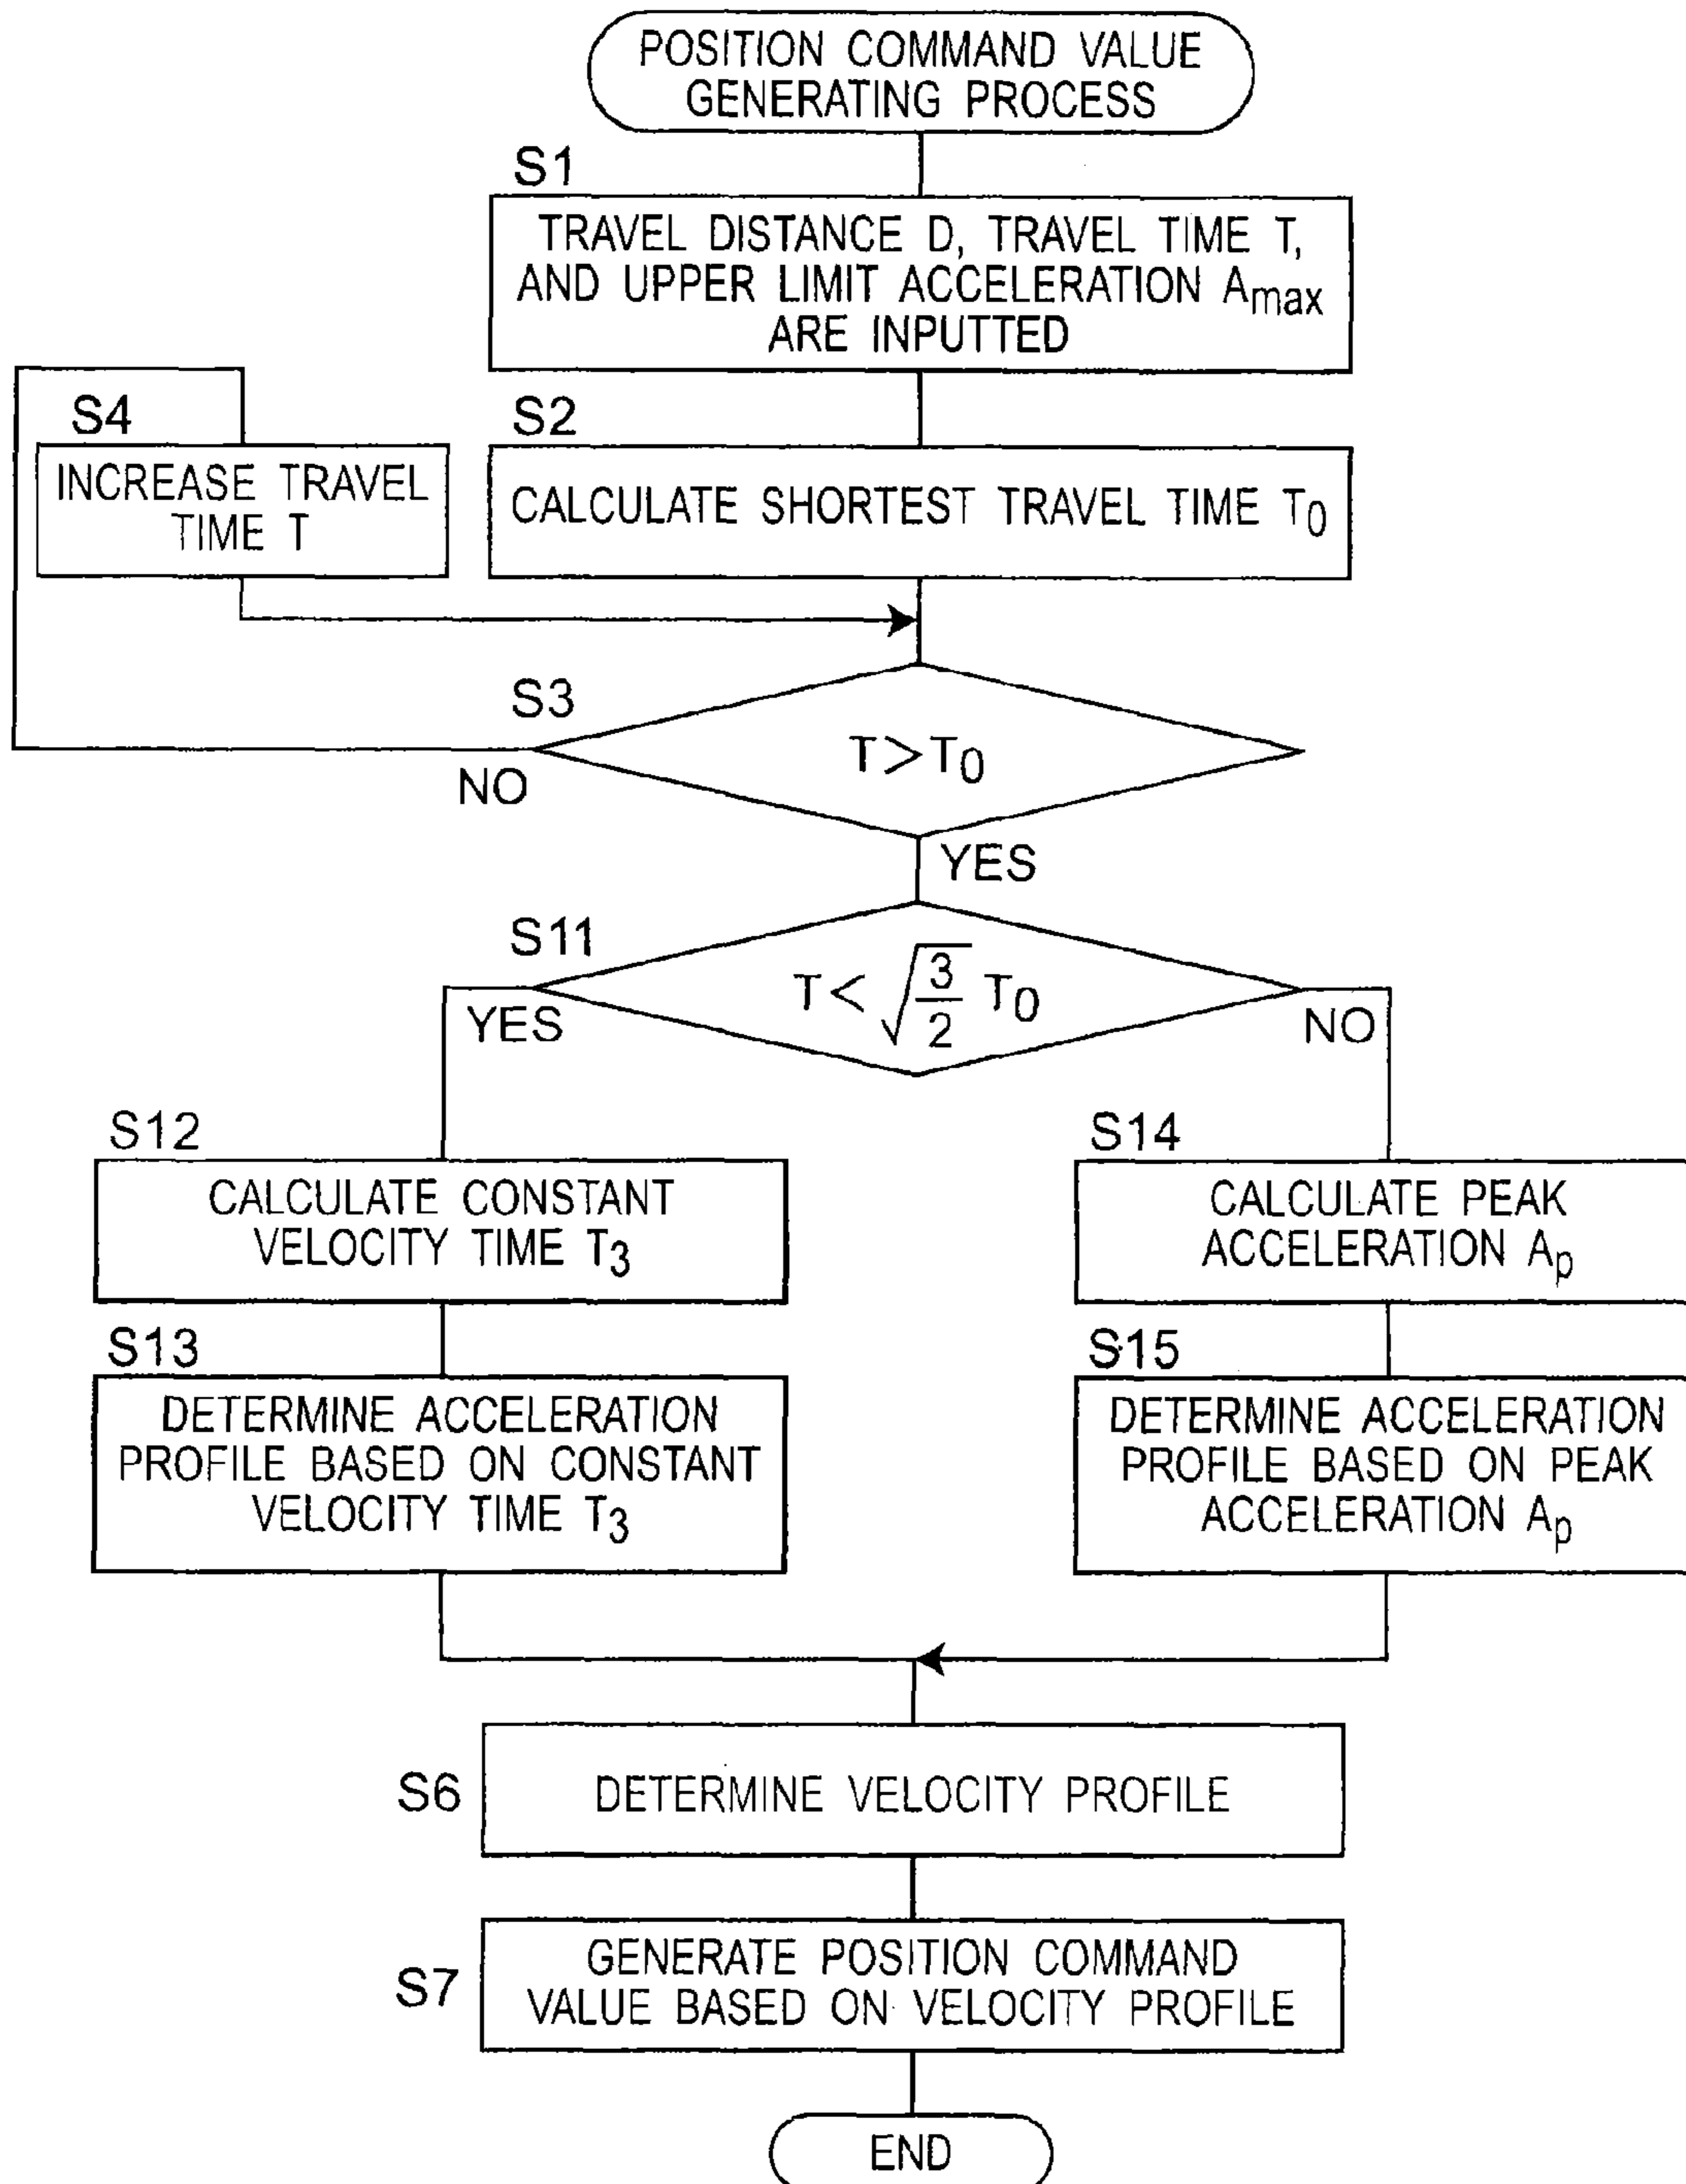 POSITION COMMAND VALUE
GENERATING PROCESS
S1
TRAVEL DISTANCE D, TRAVEL TIME T,
AND UPPER LIMIT ACCELERATION Amax
ARE INPUTTED
S4
INCREASE TRAVEL
TIME T
S2
CALCULATE SHORTEST TRAVEL TIME T0
S3
T>T0
NO
YES
S11
T< √3/2 T0
YES
NO
S12
CALCULATE CONSTANT
VELOCITY TIME T3
S14
CALCULATE PEAK
ACCELERATION Ap
S13
DETERMINE ACCELERATION
PROFILE BASED ON CONSTANT
VELOCITY TIME T3
S15
DETERMINE ACCELERATION
PROFILE BASED ON PEAK
ACCELERATION Ap
S6
DETERMINE VELOCITY PROFILE
S7
GENERATE POSITION COMMAND
VALUE BASED ON VELOCITY PROFILE
END